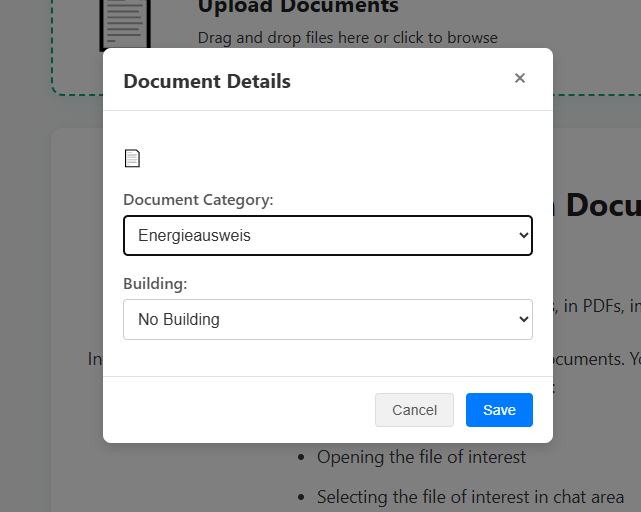 Upload Documents
Drag and drop files here or click to browse
Document Details
×
Document Category:
Energieausweis
Docu
Building:
, in PDFs, in
No Building
In
ocuments. Yo
Cancel
Save
Opening the file of interest
Selecting the file of interest in chat area